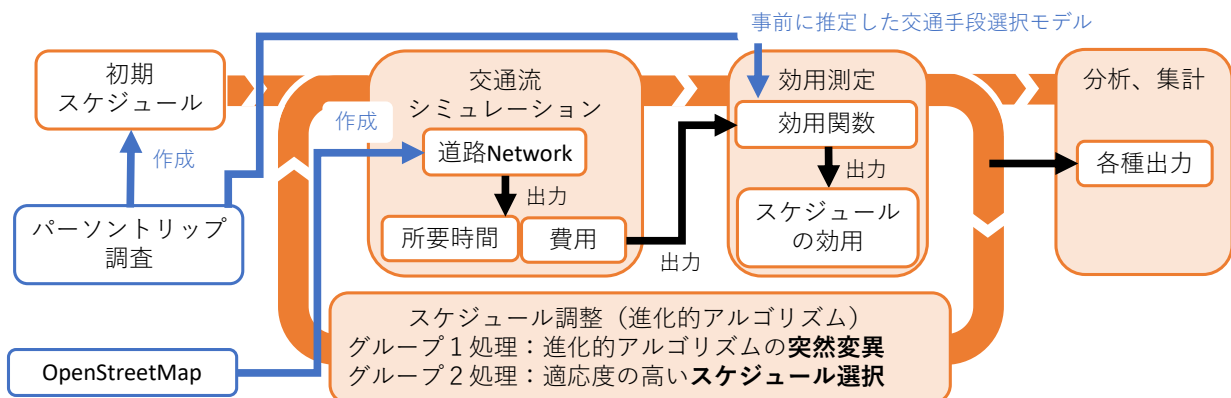 事前に推定した交通手段選択モデル
初期
スケジュール
作成
パーソントリップ
調査
OpenStreetMap
交通流
シミュレーション
作成
道路Network
出力
所要時間
費用
出力
効用測定
効用関数
出力
スケジュール
の効用
分析、集計
各種出力
スケジュール調整（進化的アルゴリズム）
グループ１処理：進化的アルゴリズムの突然変異
グループ２処理：適応度の高いスケジュール選択